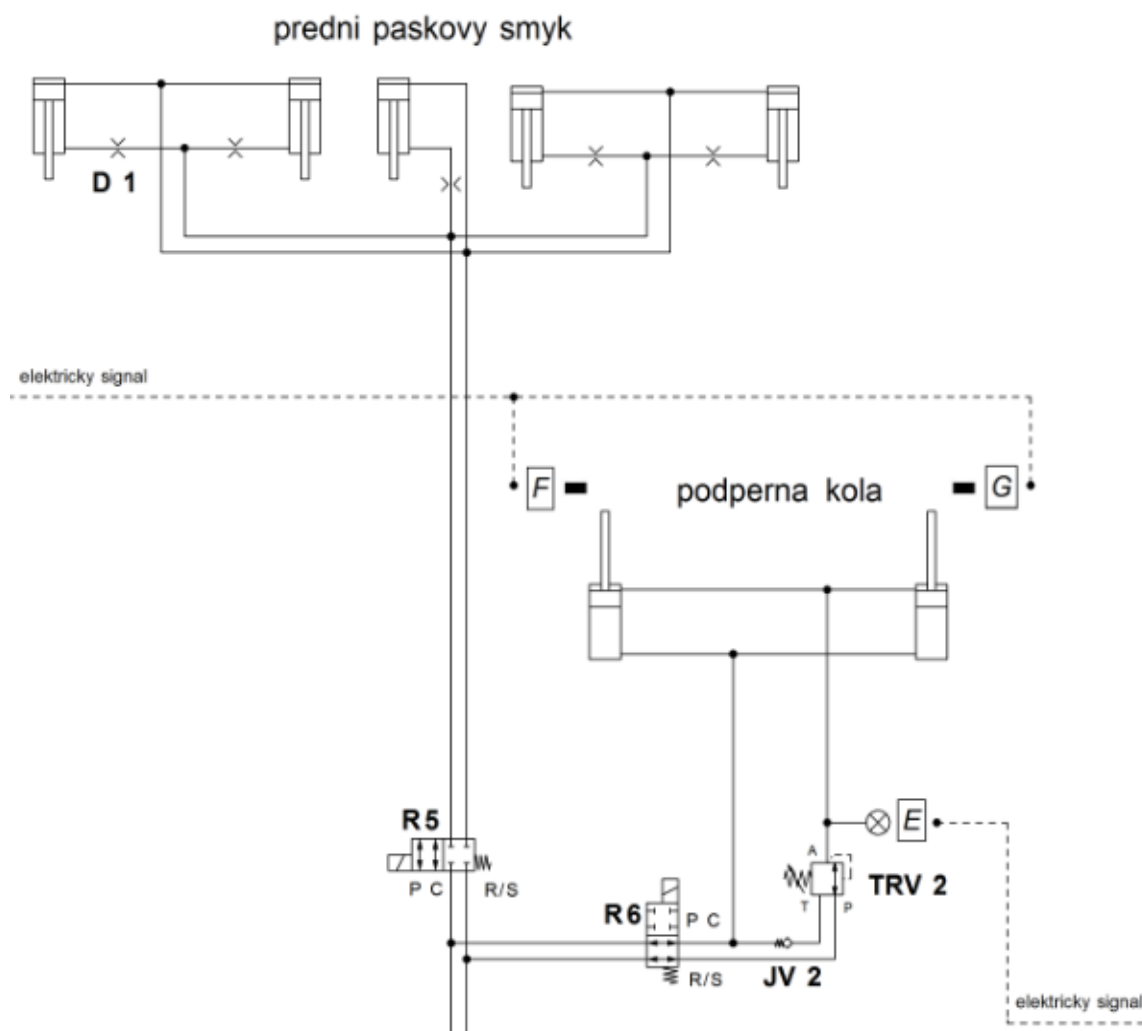 predni paskovy smyk
D 1
elektricky signal
F
podperna kola
G
R 5
E
A
TRV 2
P C
R/S
T
P
R 6
P C
JV 2
R/S
elektricky signal